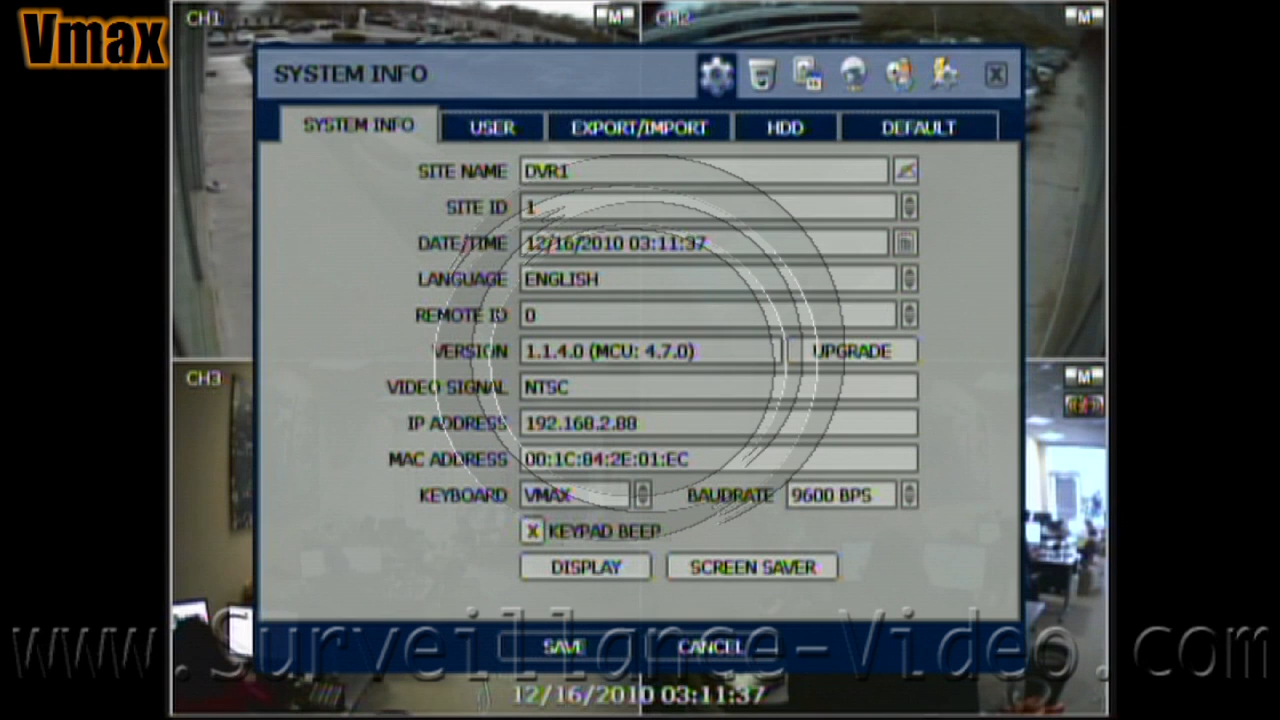 Vmax
CH1 M CH2 M
SYSTEM INFO X
SYSTEM INFO USER EXPORT/IMPORT HDD DEFAULT
SITE NAME DVR1
SITE ID 1
DATE/TIME 12/16/2010 03:11:37
LANGUAGE ENGLISH
REMOTE ID 0
VERSION 1.1.4.0 (MCU: 4.7.0) UPGRADE
VIDEO SIGNAL NTSC
IP ADDRESS 192.168.2.88
MAC ADDRESS 00:1C:84:2E:01:EC
KEYBOARD VMAX BAUDRATE 9600 BPS
X KEYPAD BEEP
DISPLAY SCREEN SAVER
CH3 M
www.Surveillance-Video.com
SAVE CANCEL
12/16/2010 03:11:37